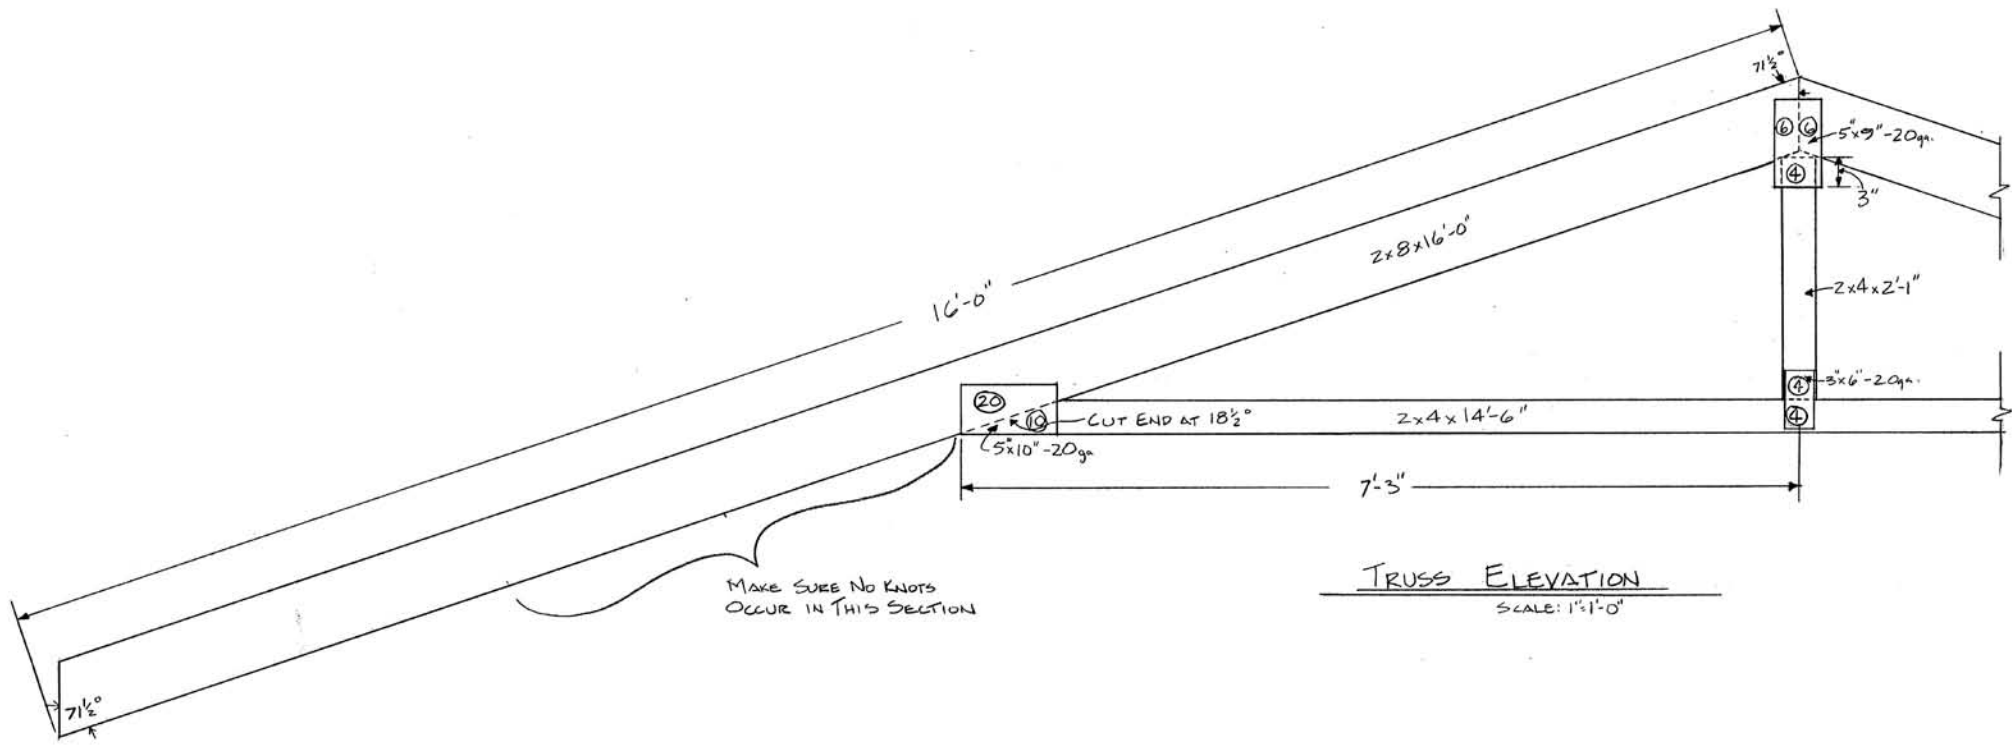 71½°
6 6
5"x9"-20ga.
4
3"
2x8x16'-0"
16'-0"
2x4x2'-1"
4
3"x6"-20ga.
20
10
CUT END AT 18½°
2x4x14'-6"
4
5"x10"-20ga
7'-3"
MAKE SURE NO KNOTS
OCCUR IN THIS SECTION
TRUSS ELEVATION
SCALE: 1"=1'-0"
71½°